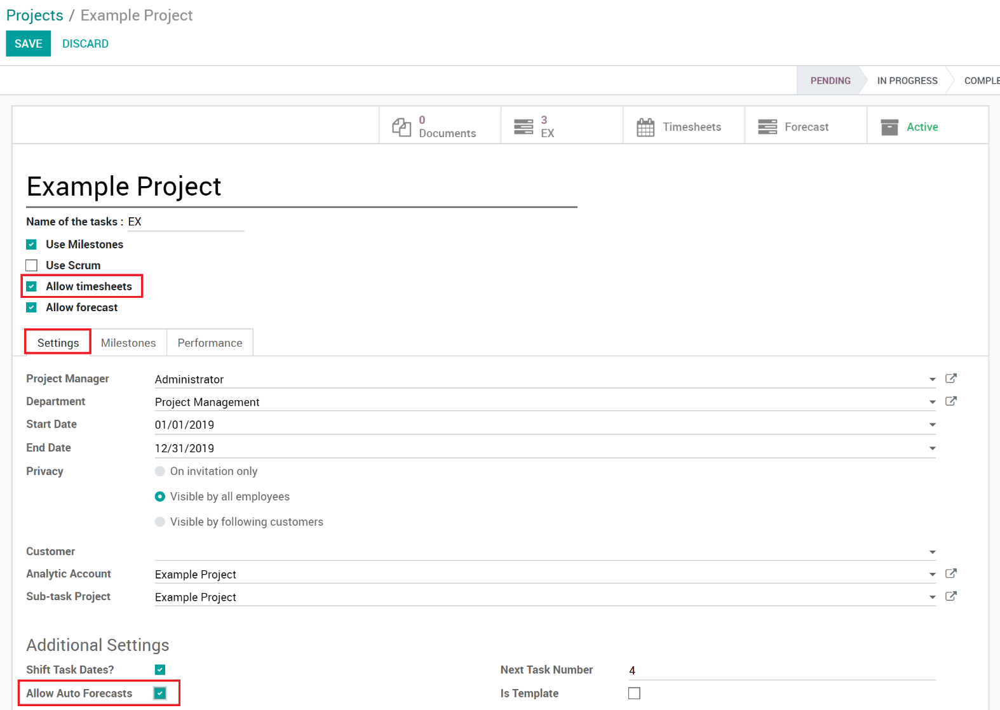 Projects / Example Project
SAVE DISCARD
PENDING IN PROGRESS COMPLE
0 Documents
3 EX
Timesheets
Forecast
Active
Example Project
Name of the tasks : EX
Use Milestones
Use Scrum
Allow timesheets
Allow forecast
Settings Milestones Performance
Project Manager Administrator
Department Project Management
Start Date 01/01/2019
End Date 12/31/2019
Privacy On invitation only
Visible by all employees
Visible by following customers
Customer
Analytic Account Example Project
Sub-task Project Example Project
Additional Settings
Shift Task Dates? Next Task Number 4
Allow Auto Forecasts Is Template